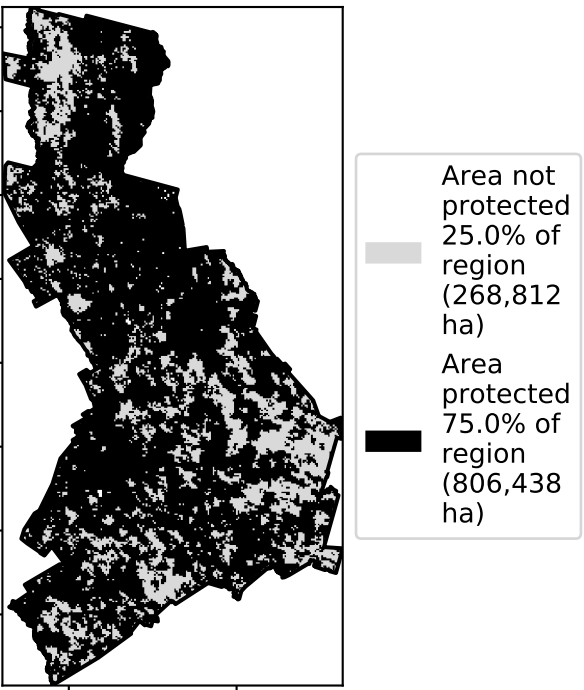 Area not
protected
25.0% of
region
(268,812
ha)
Area
protected
75.0% of
region
(806,438
ha)